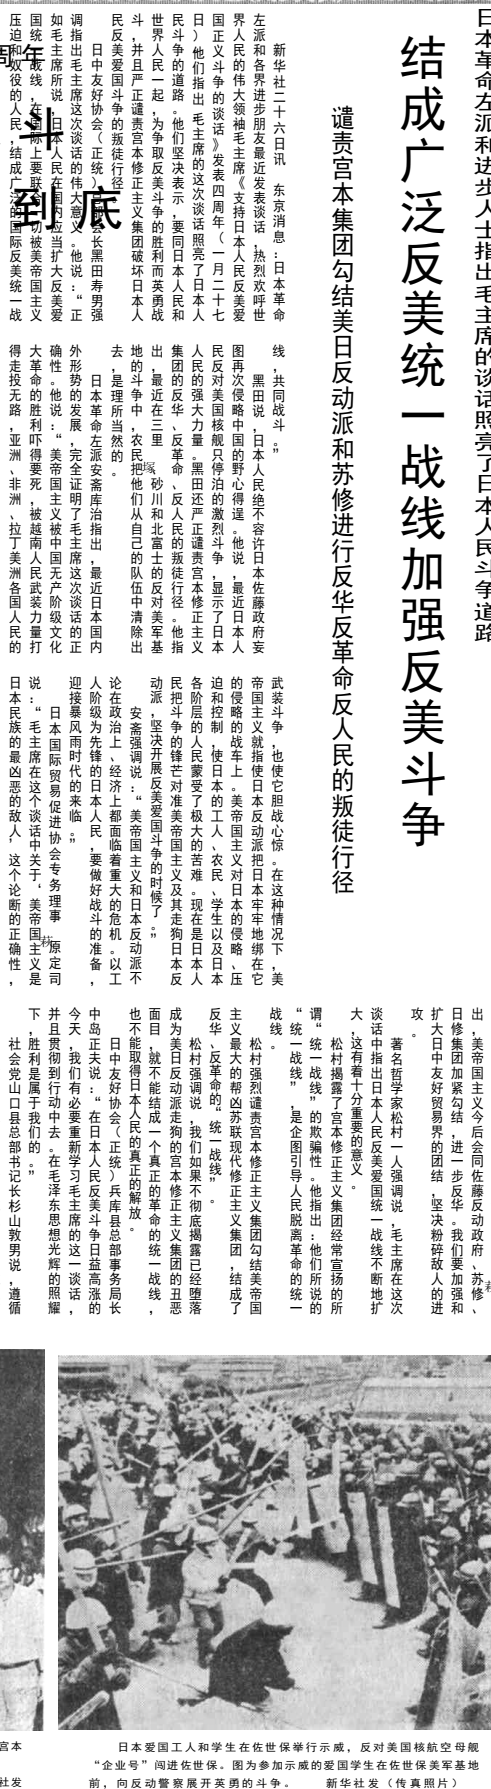 日本革命左派和进步人士指出毛主席的谈话照亮了日本人民斗争道路
结成广泛反美统一战线加强反美斗争
谴责宫本集团勾结美日反动派和苏修进行反华反革命反人民的叛徒行径
周年
斗
到底
新华社二十六日讯 东京消息：日本革命
左派和各界进步朋友最近发表谈话，热烈欢呼世
界人民的伟大领袖毛主席《支持日本人民反美爱
国正义斗争的谈话》发表四周年（一月二十七
日）他们指出毛主席的这次谈话照亮了日本人
民斗争的道路。他们坚决表示，要同日本人民和
世界人民一起，为争取反美斗争的胜利而英勇战
斗，并且严正谴责宫本修正主义集团破坏日本人
民反美爱国斗争的叛徒行径。
日中友好协会（正统）会长黑田寿男强
调指出毛主席这次谈话的伟大意义。他说：“正
如毛主席所说，日本人民在国内应当扩大反美爱
国统一战线，在国际上要联合一切被美帝国主义
压迫和奴役的人民，结成广泛的国际反美统一战
线，共同战斗。”
黑田说，日本人民绝不容许日本佐藤政府妄
图再次侵略中国的野心得逞。他说，最近日本人
民反对美国核舰只停泊的激烈斗争，显示了日本
人民的强大力量。黑田还严正谴责宫本修正主义
集团的反华、反革命、反人民的叛徒行径。他指
出，最近在三里塚、砂川和北富士的反对美军基
地的斗争中，农民把他们从自己的队伍中清除出
去，是理所当然的。
日本革命左派安斋库治指出，最近日本国内
外形势的发展，完全证明了毛主席这次谈话的正
确性。他说：“美帝国主义被中国无产阶级文化
大革命的胜利吓得要死，被越南人民武装力量打
得走投无路，亚洲、非洲、拉丁美洲各国人民的
武装斗争，也使它胆战心惊。在这种情况下，美
帝国主义就指使日本反动派把日本牢牢地绑在它
的侵略的战车上。美帝国主义对日本的侵略、压
迫和控制，使日本的工人、农民、学生以及日本
各阶层的人民蒙受了极大的苦难。现在是日本人
民把斗争的锋芒对准美帝国主义及其走狗日本反
动派，坚决开展反美爱国斗争的时候了。”
安斋强调说：“美帝国主义和日本反动派不
论在政治上、经济上都面临着重大的危机。以工
人阶级为先锋的日本人民，要做好战斗的准备，
迎接暴风雨时代的来临。”
日本国际贸易促进协会专务理事萩原定司
说：“毛主席在这个谈话中关于‘美帝国主义是
日本民族的最凶恶的敌人’这个论断的正确性，
出，美帝国主义今后会同佐藤反动政府、苏修、
日修集团加紧勾结，进一步反华。我们要加强和
扩大日中友好贸易界的团结，坚决粉碎敌人的进
攻。
著名哲学家松村一人强调说，毛主席在这次
谈话中指出日本人民反美爱国统一战线不断地扩
大，这有着十分重要的意义。
松村揭露了宫本修正主义集团经常宣扬的所
谓“统一战线”的欺骗性。他指出：他们所说的
“统一战线”，是企图引导人民脱离革命的统一
战线。
松村强烈谴责宫本修正主义集团勾结美帝国
主义最大的帮凶苏联现代修正主义集团，结成了
反华、反革命的“统一战线”。
松村强调说，我们如果不彻底揭露已经堕落
成为美日反动派走狗的宫本修正主义集团的丑恶
面目，就不能结成一个真正的革命的统一战线，
也不能取得日本人民的真正的解放。
日中友好协会（正统）兵库县总部事务局长
中岛正夫说：“在日本人民反美斗争日益高涨的
今天，我们有必要重新学习毛主席的这一谈话，
并且贯彻到行动中去。在毛泽东思想光辉的照耀
下，胜利是属于我们的。”
社会党山口县总部书记长杉山敦男说，遵循
宫本
社发
日本爱国工人和学生在佐世保举行示威，反对美国核航空母舰
“企业号”闯进佐世保。图为参加示威的爱国学生在佐世保美军基地
前，向反动警察展开英勇的斗争。 新华社发（传真照片）